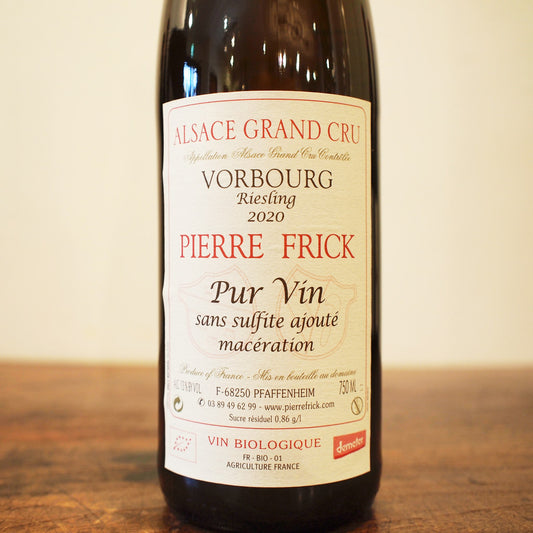 ALSACE GRAND CRU
Appellation Alsace Grand Cru Contrôlée
VORBOURG
Riesling
2020
PIERRE FRICK
Pur Vin
sans sulfite ajouté
macération
Produce of France - Mis en bouteille au domaine
F-68250 PFAFFENHEIM
750 ML
03 89 49 62 99 - www.pierrefrick.com
Sucre résiduel 0,86 g/l
VIN BIOLOGIQUE
demeter
FR - BIO - 01
AGRICULTURE FRANCE